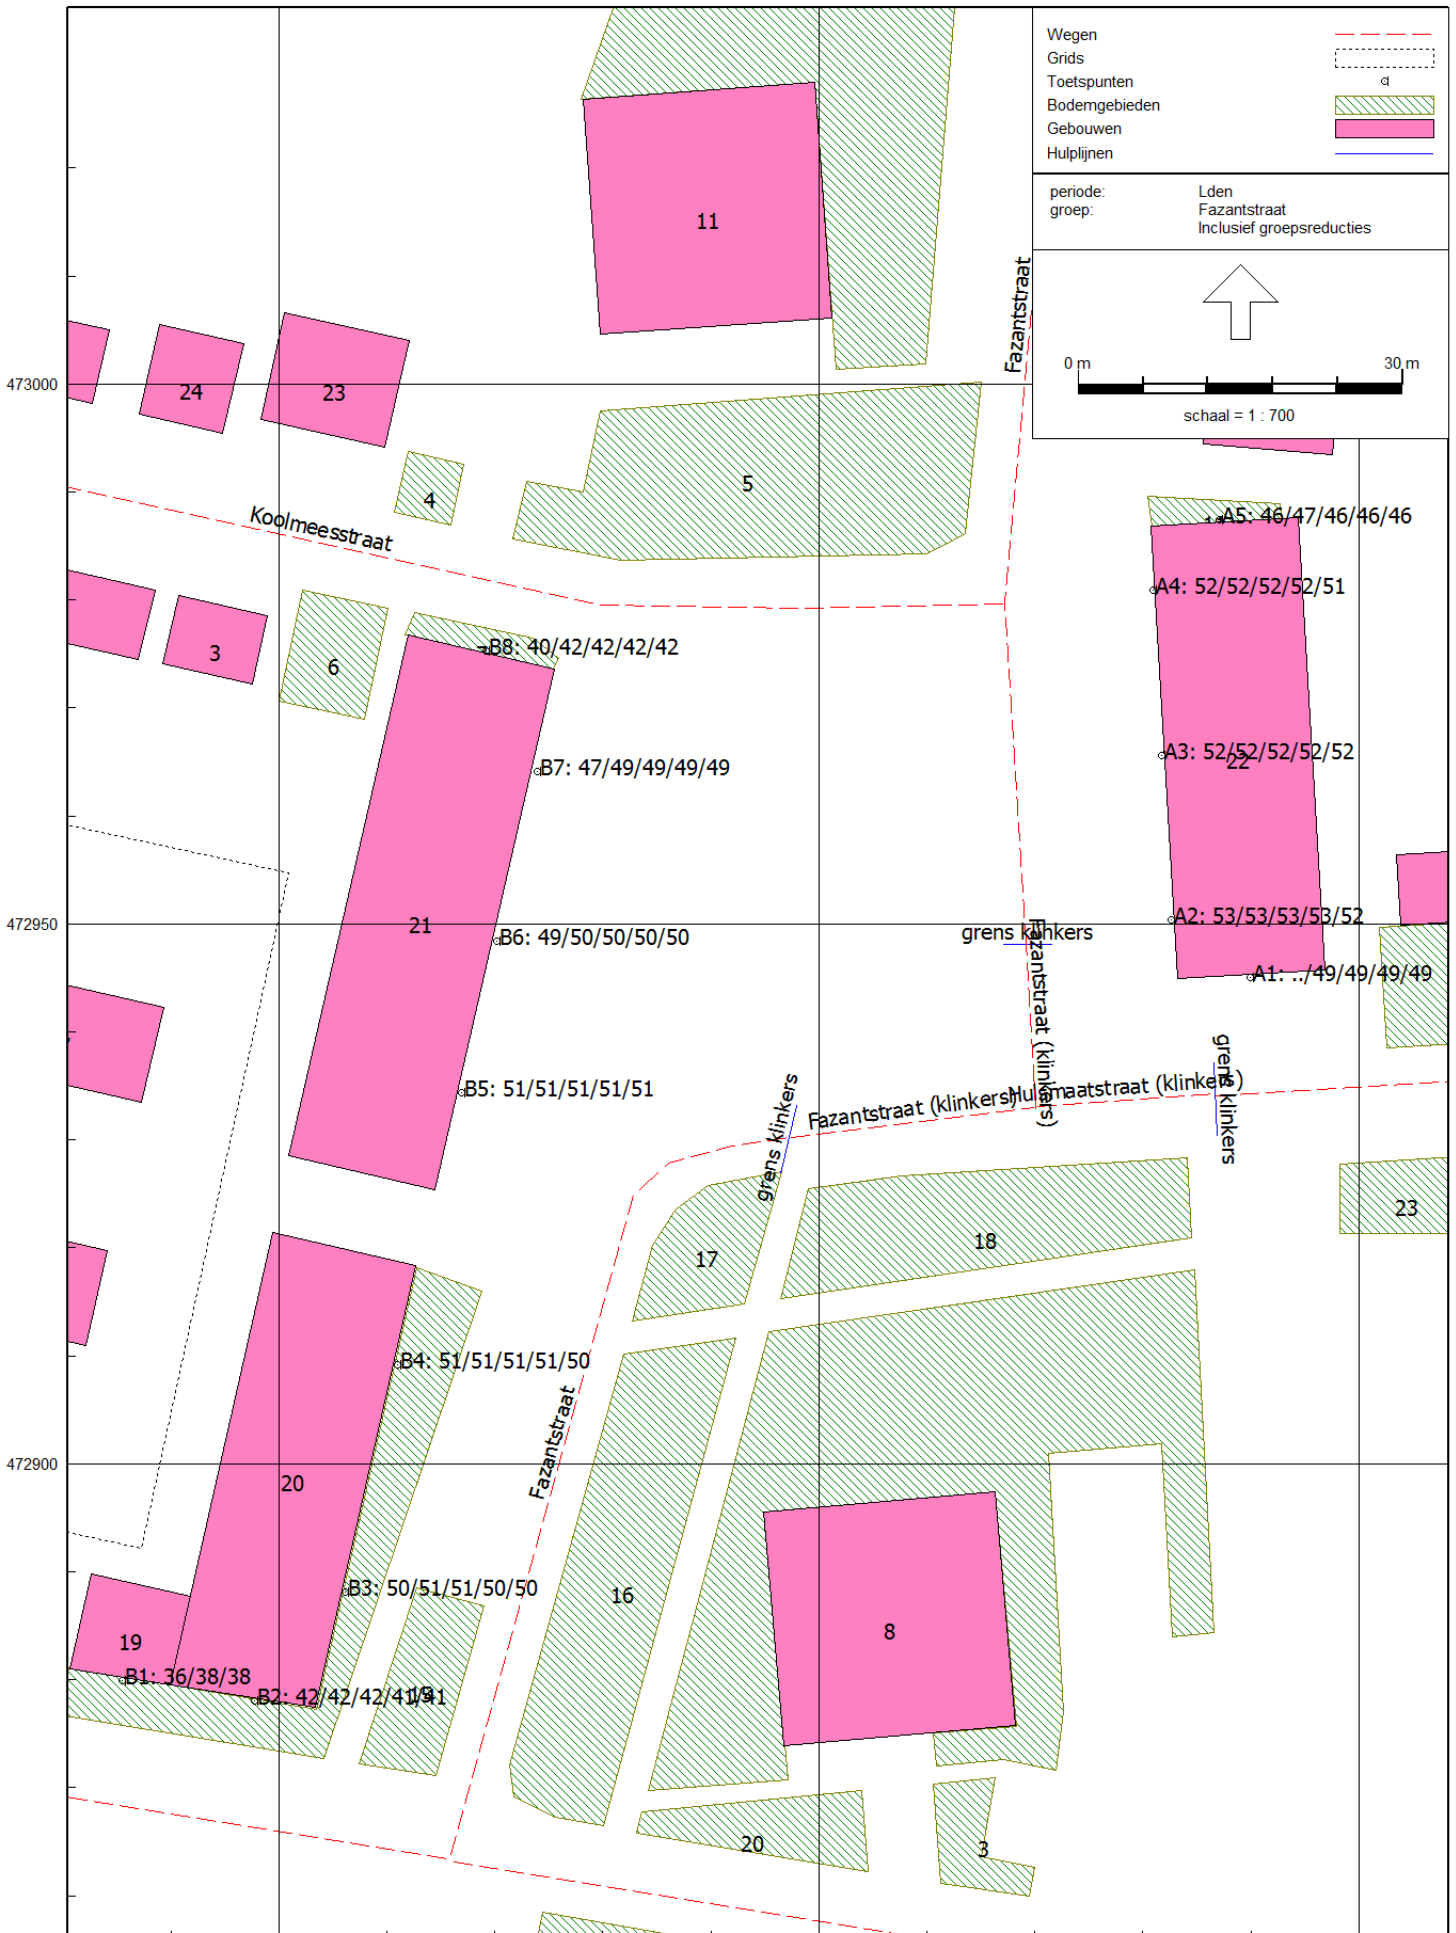 Wegen
Grids
Toetspunten
Bodemgebieden
Gebouwen
Hulplijnen
periode: Lden
groep: Fazantstraat
Inclusief groepsreducties
0 m 30 m
schaal = 1 : 700
11
Fazantstraat
473000
24
23
4
5
Koolmeesstraat
A5: 46/47/46/46/46
A4: 52/52/52/52/51
3
6
B8: 40/42/42/42/42
A3: 52/52/52/52/52
22
B7: 47/49/49/49/49
472950
21
B6: 49/50/50/50/50
grens klinkers
A2: 53/53/53/53/52
A1: ../49/49/49/49
Fazantstraat (klinkers)
B5: 51/51/51/51/51
grens klinkers
Fazantstraat (klinkers)
Hulsmaatstraat (klinkers)
grens klinkers
17
18
23
B4: 51/51/51/51/50
Fazantstraat
472900
20
B3: 50/51/51/50/50
16
8
19
B1: 36/38/38
B2: 42/42/42/41/41
20
3